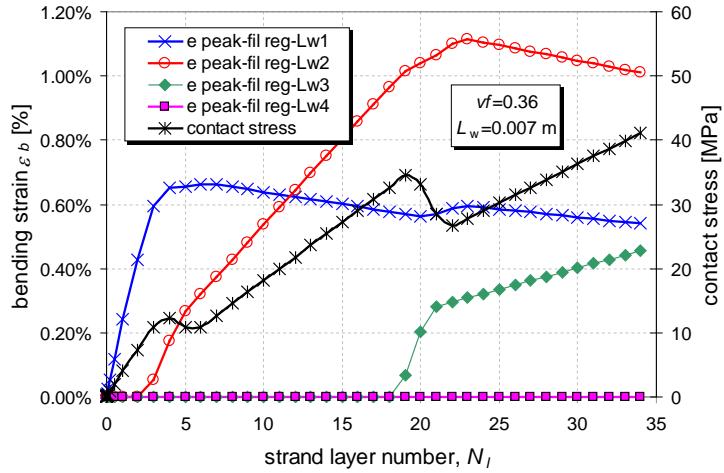 1.20%
1.00%
0.80%
0.60%
0.40%
0.20%
0.00%
bending strain ε b [%]
e peak-fil reg-Lw1
e peak-fil reg-Lw2
e peak-fil reg-Lw3
e peak-fil reg-Lw4
contact stress
vf=0.36
Lw=0.007 m
60
50
40
30
20
10
0
contact stress [MPa]
0 5 10 15 20 25 30 35
strand layer number, Nl